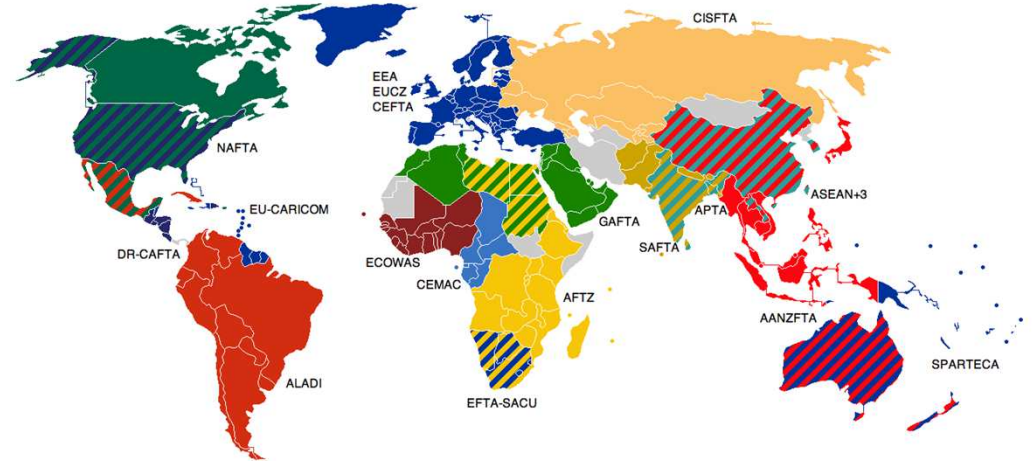 CISFTA
EEA
EUCZ
CEFTA
NAFTA
ASEAN+3
EU-CARICOM
APTA
GAFTA
SAFTA
DR-CAFTA
ECOWAS
CEMAC
AFTZ
AANZFTA
SPARTECA
ALADI
EFTA-SACU